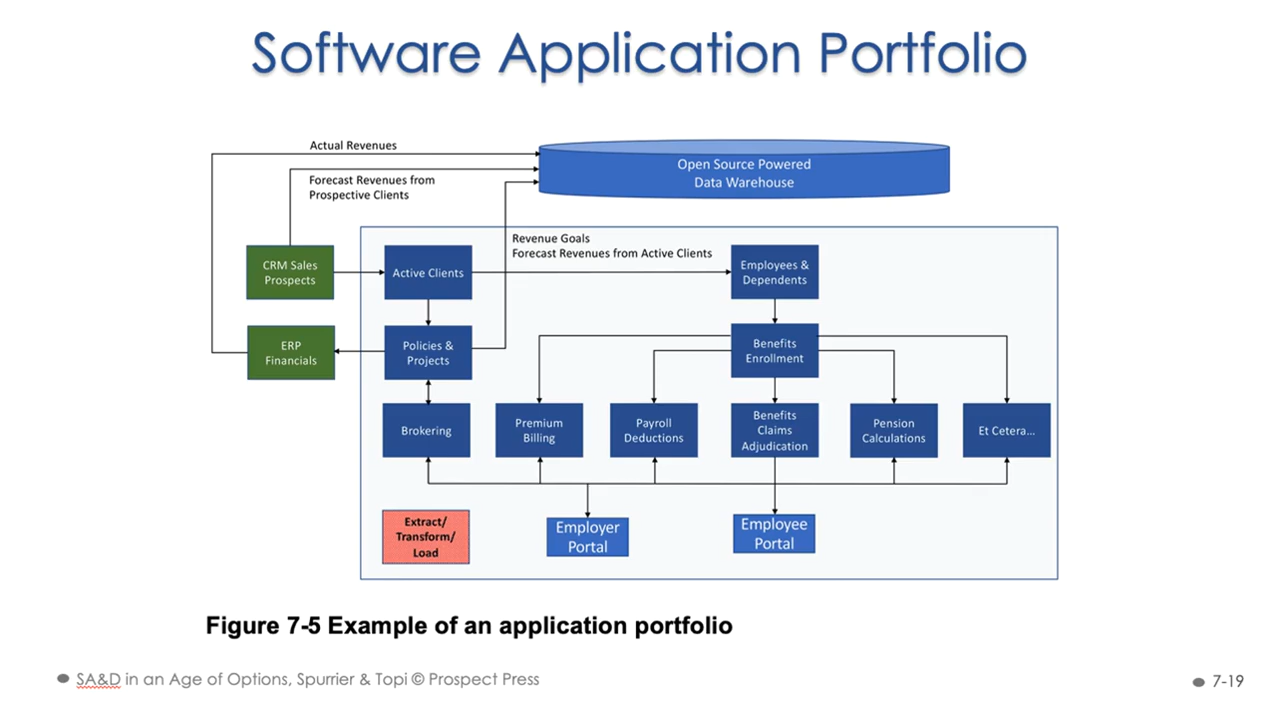 Software Application Portfolio
Actual Revenues
Open Source Powered
Data Warehouse
Forecast Revenues from
Prospective Clients
Revenue Goals
Forecast Revenues from Active Clients
CRM Sales
Prospects
Active Clients
Employees &
Dependents
ERP
Financials
Policies &
Projects
Benefits
Enrollment
Brokering
Premium
Billing
Payroll
Deductions
Benefits
Claims
Adjudication
Pension
Calculations
Et Cetera...
Extract/
Transform/
Load
Employer
Portal
Employee
Portal
Figure 7-5 Example of an application portfolio
SA&D in an Age of Options, Spurrier & Topi © Prospect Press
7-19